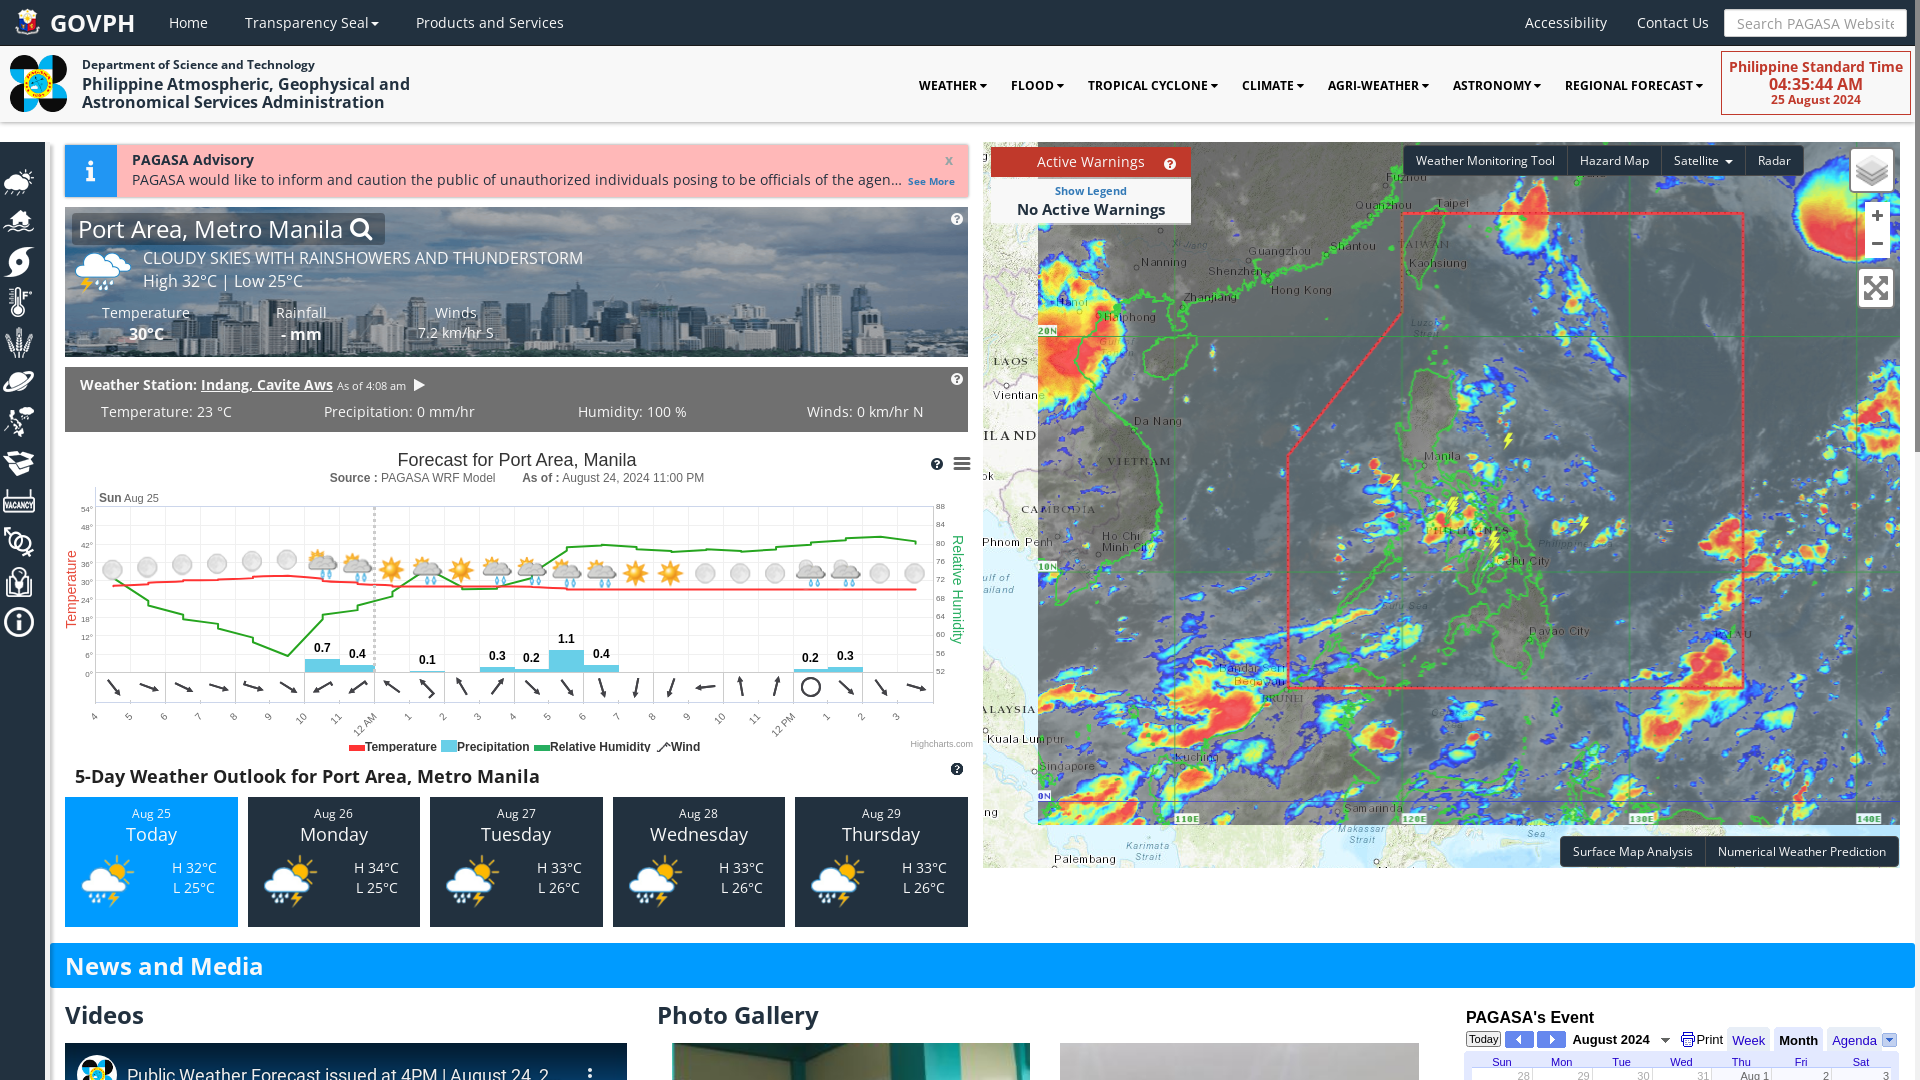 GOVPH
Home
Transparency Seal
Products and Services
Accessibility
Contact Us
Search PAGASA Website
Department of Science and Technology
Philippine Atmospheric, Geophysical and
Astronomical Services Administration
WEATHER
FLOOD
TROPICAL CYCLONE
CLIMATE
AGRI-WEATHER
ASTRONOMY
REGIONAL FORECAST
Philippine Standard Time
04:35:44 AM
25 August 2024
PAGASA Advisory
x
PAGASA would like to inform and caution the public of unauthorized individuals posing to be officials of the agen... See More
Port Area, Metro Manila
CLOUDY SKIES WITH RAINSHOWERS AND THUNDERSTORM
High 32°C | Low 25°C
Temperature
Rainfall
Winds
30°C
- mm
7.2 km/hr S
Weather Station: Indang, Cavite Aws As of 4:08 am
Temperature: 23 °C
Precipitation: 0 mm/hr
Humidity: 100 %
Winds: 0 km/hr N
Forecast for Port Area, Manila
Source : PAGASA WRF Model As of : August 24, 2024 11:00 PM
Sun Aug 25
Temperature
54°
48°
42°
36°
30°
24°
18°
12°
6°
0°
Relative Humidity
88
84
80
76
72
68
64
60
56
52
0.7
0.4
0.1
0.3
0.2
1.1
0.4
0.2
0.3
4 5 6 7 8 9 10 11 12 AM 1 2 3 4 5 6 7 8 9 10 11 12 PM 1 2 3
Temperature Precipitation Relative Humidity Wind
Highcharts.com
5-Day Weather Outlook for Port Area, Metro Manila
Aug 25
Today
H 32°C
L 25°C
Aug 26
Monday
H 34°C
L 25°C
Aug 27
Tuesday
H 33°C
L 26°C
Aug 28
Wednesday
H 33°C
L 26°C
Aug 29
Thursday
H 33°C
L 26°C
Active Warnings
Show Legend
No Active Warnings
Weather Monitoring Tool
Hazard Map
Satellite
Radar
+
−
Fuzhou
Quanzhou
Taipei
Shantou
TAIWAN
Kaohsiung
Guangzhou
Nanning
Shenzhen
Hong Kong
Zhanjiang
Hanoi
Haiphong
20N
LAOS
Vientiane
Da Nang
ILAND
VIETNAM
Manila
CAMBODIA
Phnom Penh
Ho Chi
Minh City
PHILIPPINES
Philippine
Cebu City
10N
Sulu Sea
Davao City
PALAU
Bandar Seri
Begawan
BRUNEI
ALAYSIA
Kuala Lumpur
Kuching
Singapore
0N
Samarinda
110E
120E
130E
140E
Makassar
Strait
Karimata
Strait
Palembang
Sea
Surface Map Analysis
Numerical Weather Prediction
News and Media
Videos
Photo Gallery
PAGASA's Event
Public Weather Forecast issued at 4PM | August 24, 2...
Today
August 2024
Print
Week
Month
Agenda
Sun Mon Tue Wed Thu Fri Sat
28 29 30 31 Aug 1 2 3